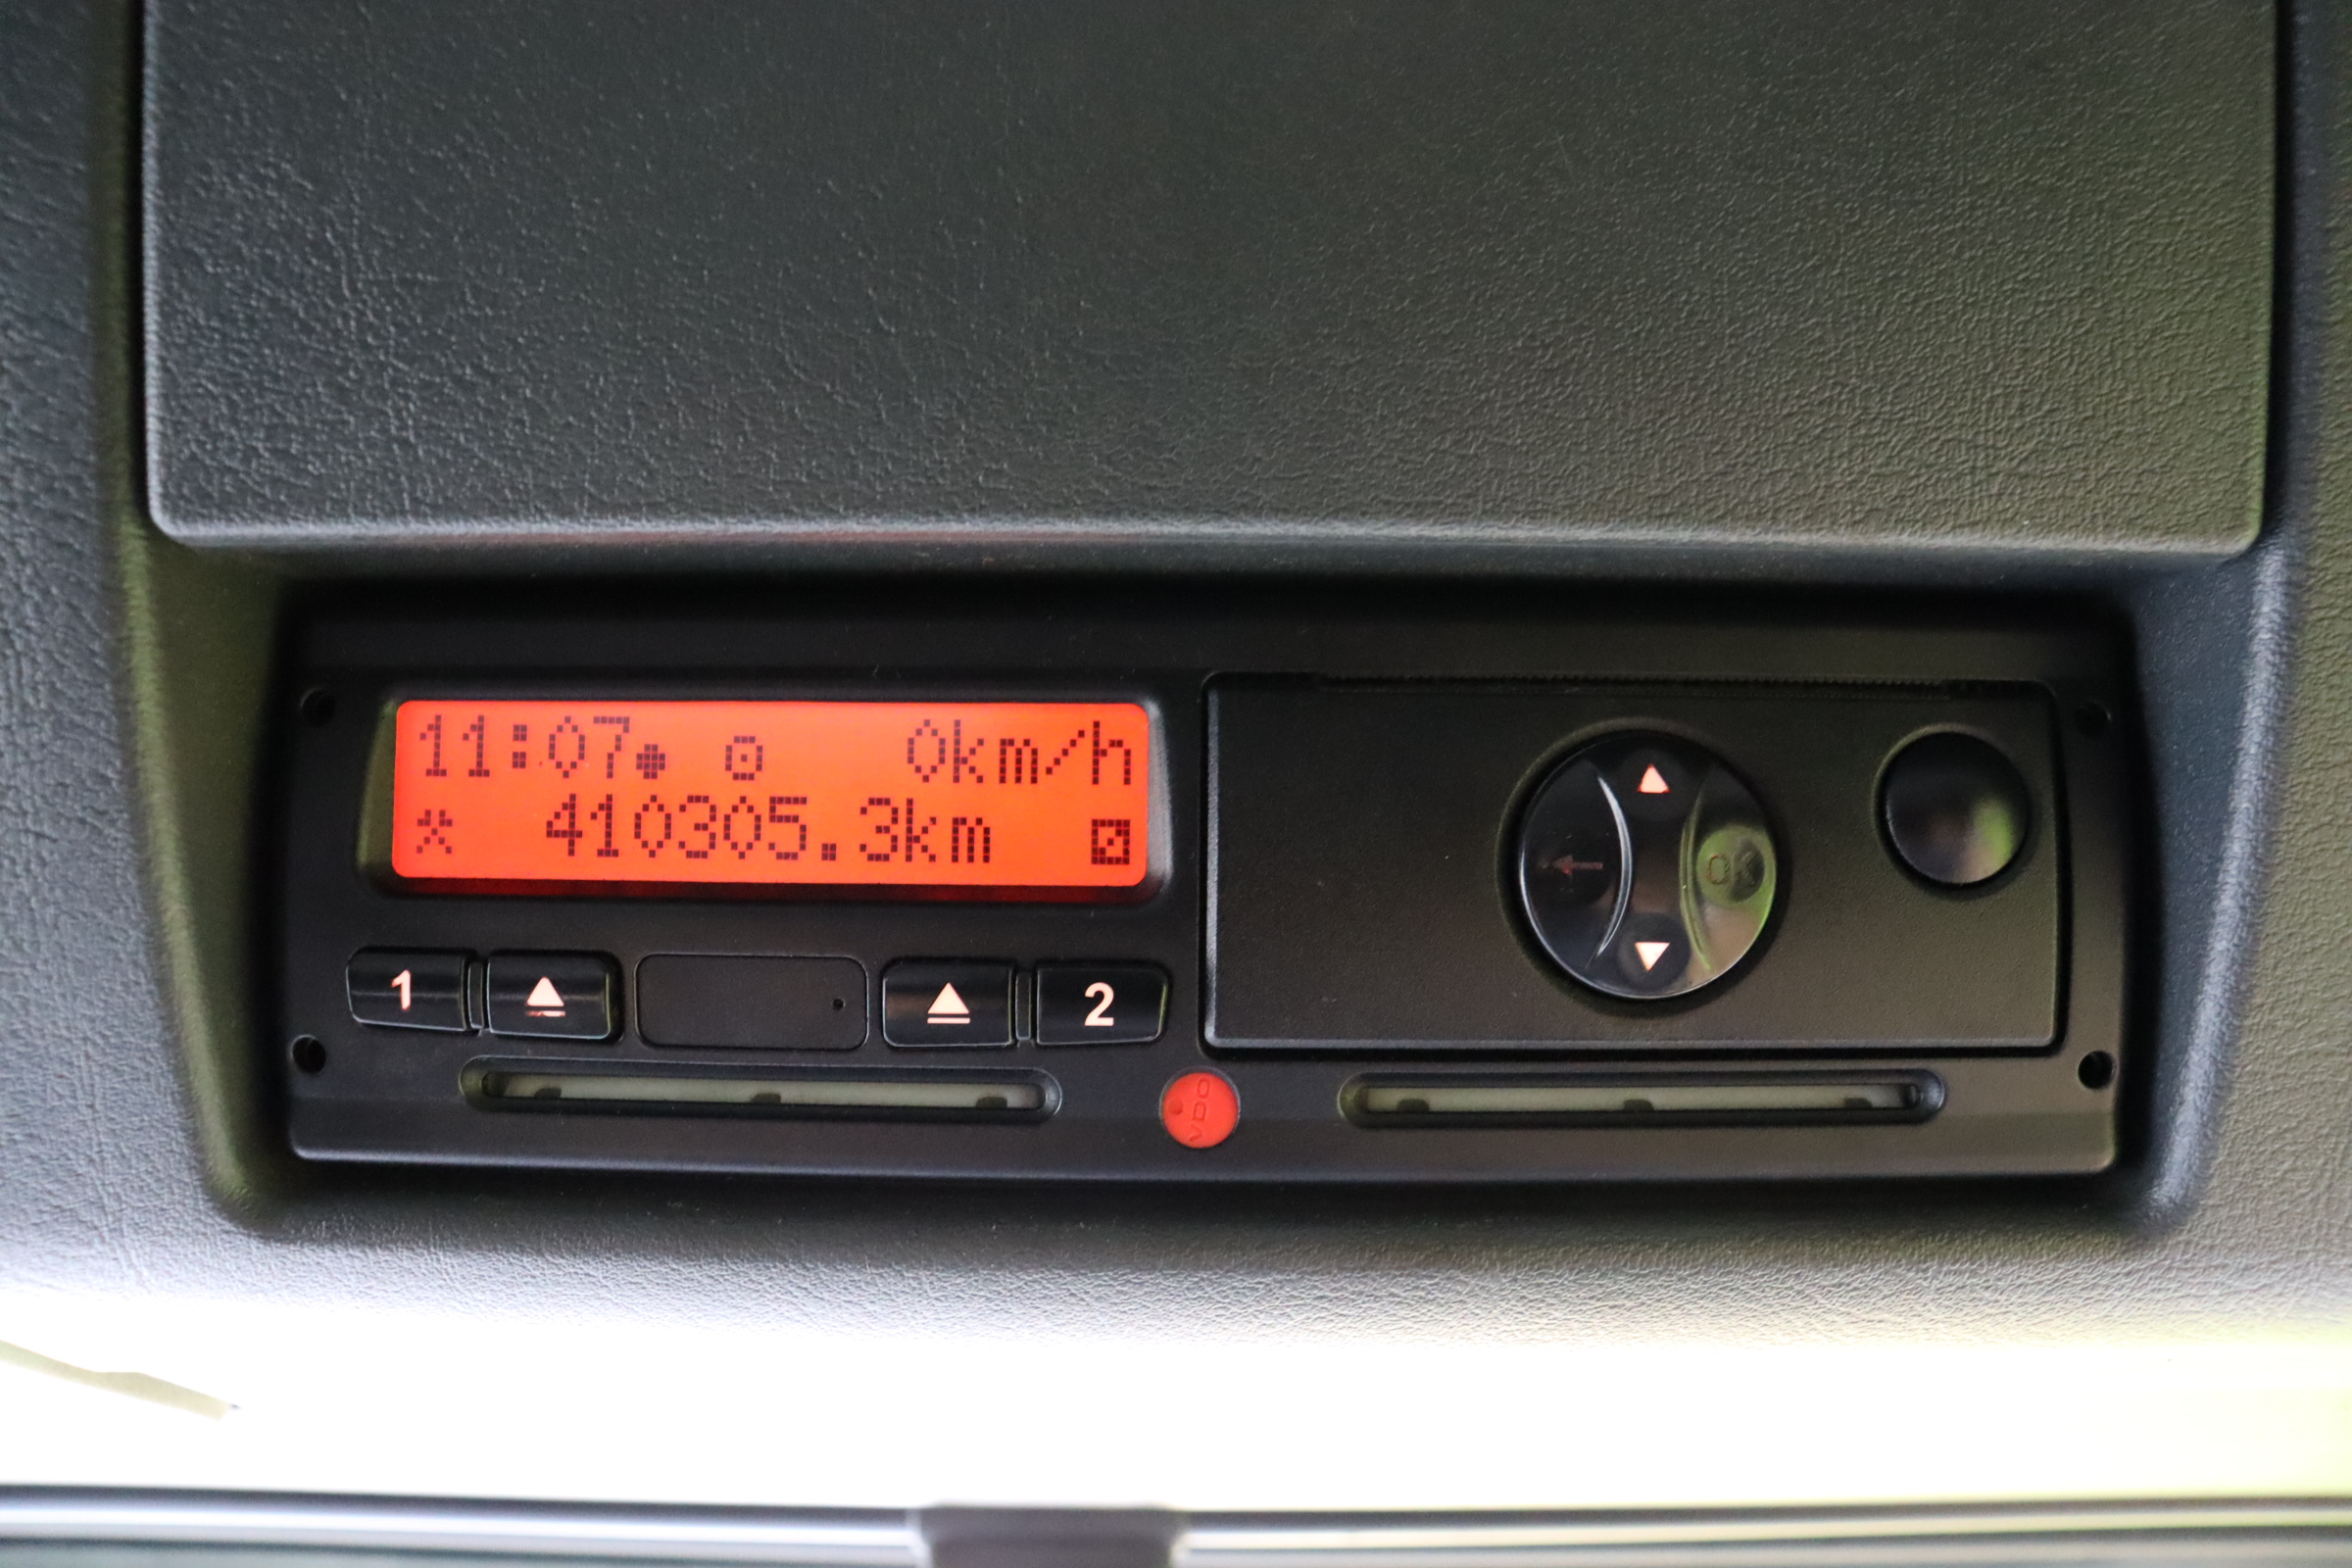 11:07● ⊙ 0km/h
⚒ 410305.3km ☑
1 ▲ ▲ 2
OK
VDO